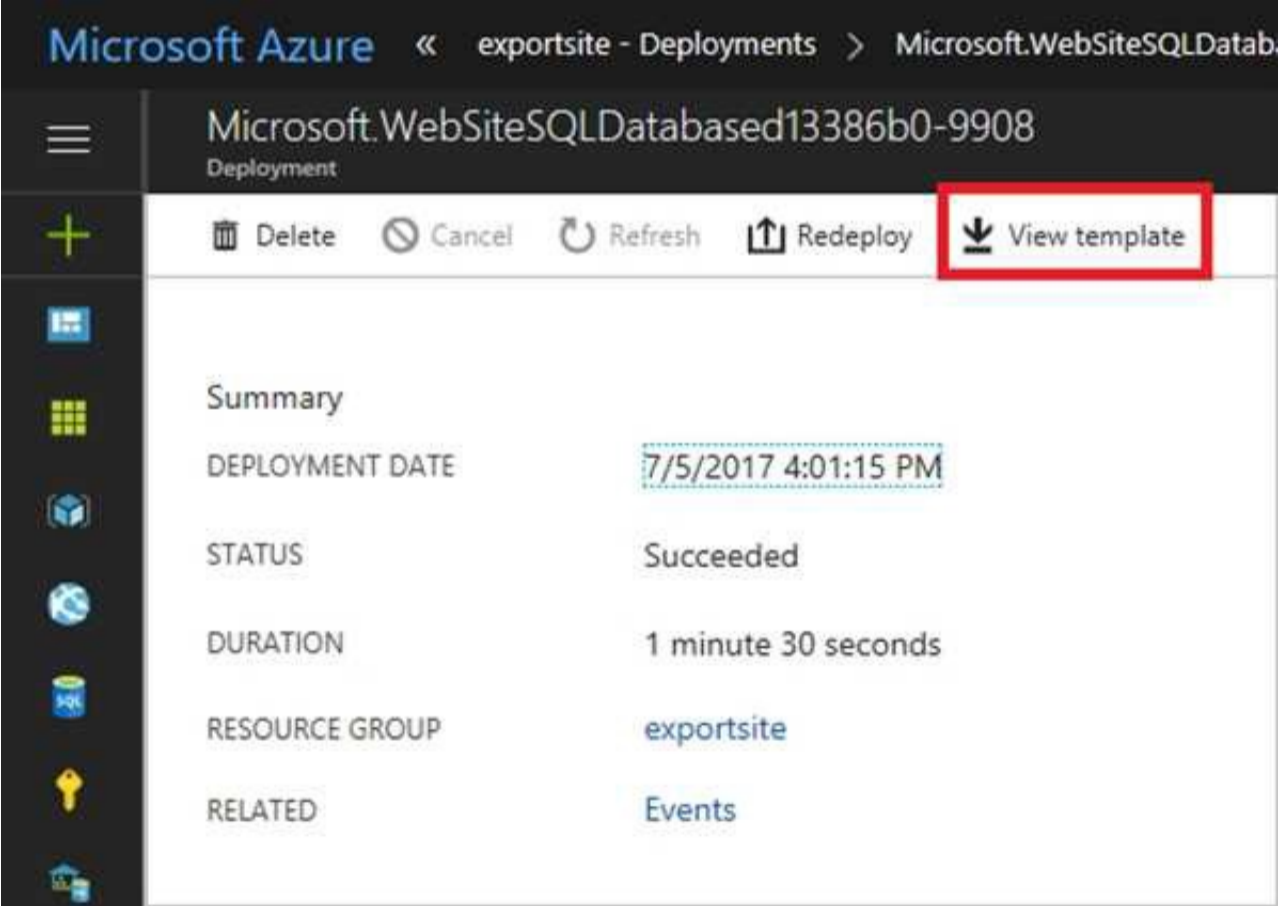 Microsoft Azure « exportsite - Deployments > Microsoft.WebSiteSQLDatab
Microsoft.WebSiteSQLDatabased13386b0-9908
Deployment
Delete Cancel Refresh Redeploy View template
Summary
DEPLOYMENT DATE 7/5/2017 4:01:15 PM
STATUS Succeeded
DURATION 1 minute 30 seconds
RESOURCE GROUP exportsite
RELATED Events
SQL